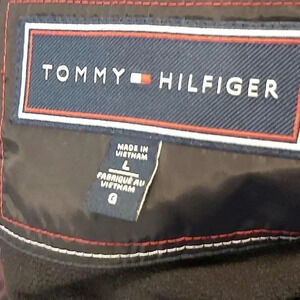 TOMMY HILFIGER
MADE IN
VIETNAM
L
FABRIQUÉ AU
VIETNAM
G